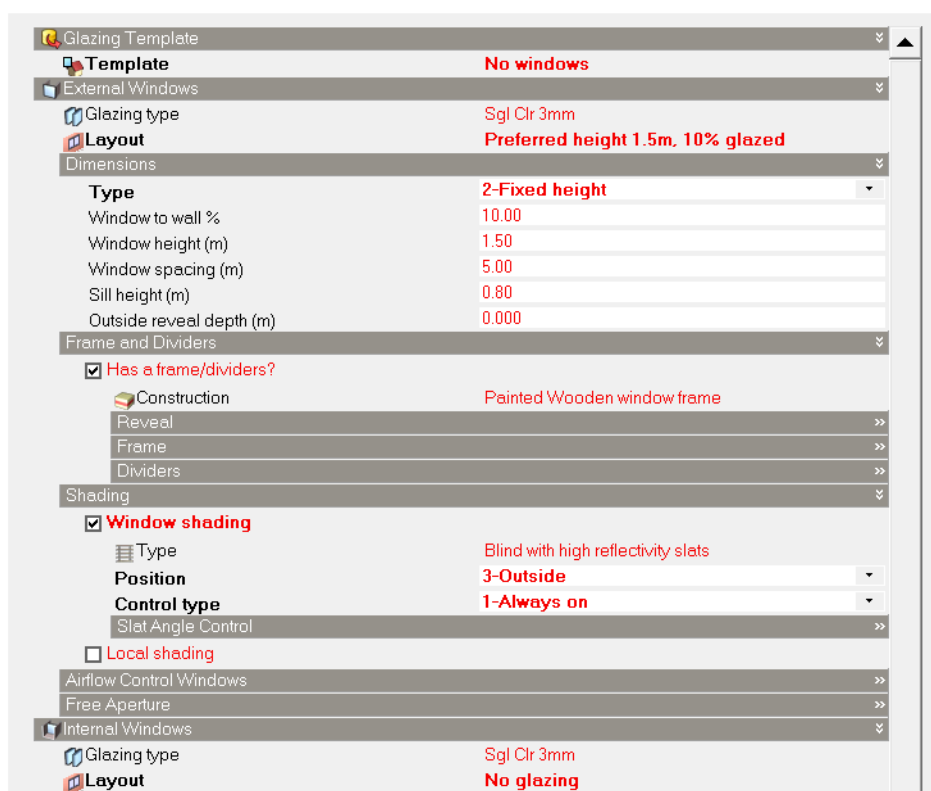 Glazing Template
Template No windows
External Windows
Glazing type Sgl Clr 3mm
Layout Preferred height 1.5m, 10% glazed
Dimensions
Type 2-Fixed height
Window to wall % 10.00
Window height (m) 1.50
Window spacing (m) 5.00
Sill height (m) 0.80
Outside reveal depth (m) 0.000
Frame and Dividers
Has a frame/dividers?
Construction Painted Wooden window frame
Reveal
Frame
Dividers
Shading
Window shading
Type Blind with high reflectivity slats
Position 3-Outside
Control type 1-Always on
Slat Angle Control
Local shading
Airflow Control Windows
Free Aperture
Internal Windows
Glazing type Sgl Clr 3mm
Layout No glazing